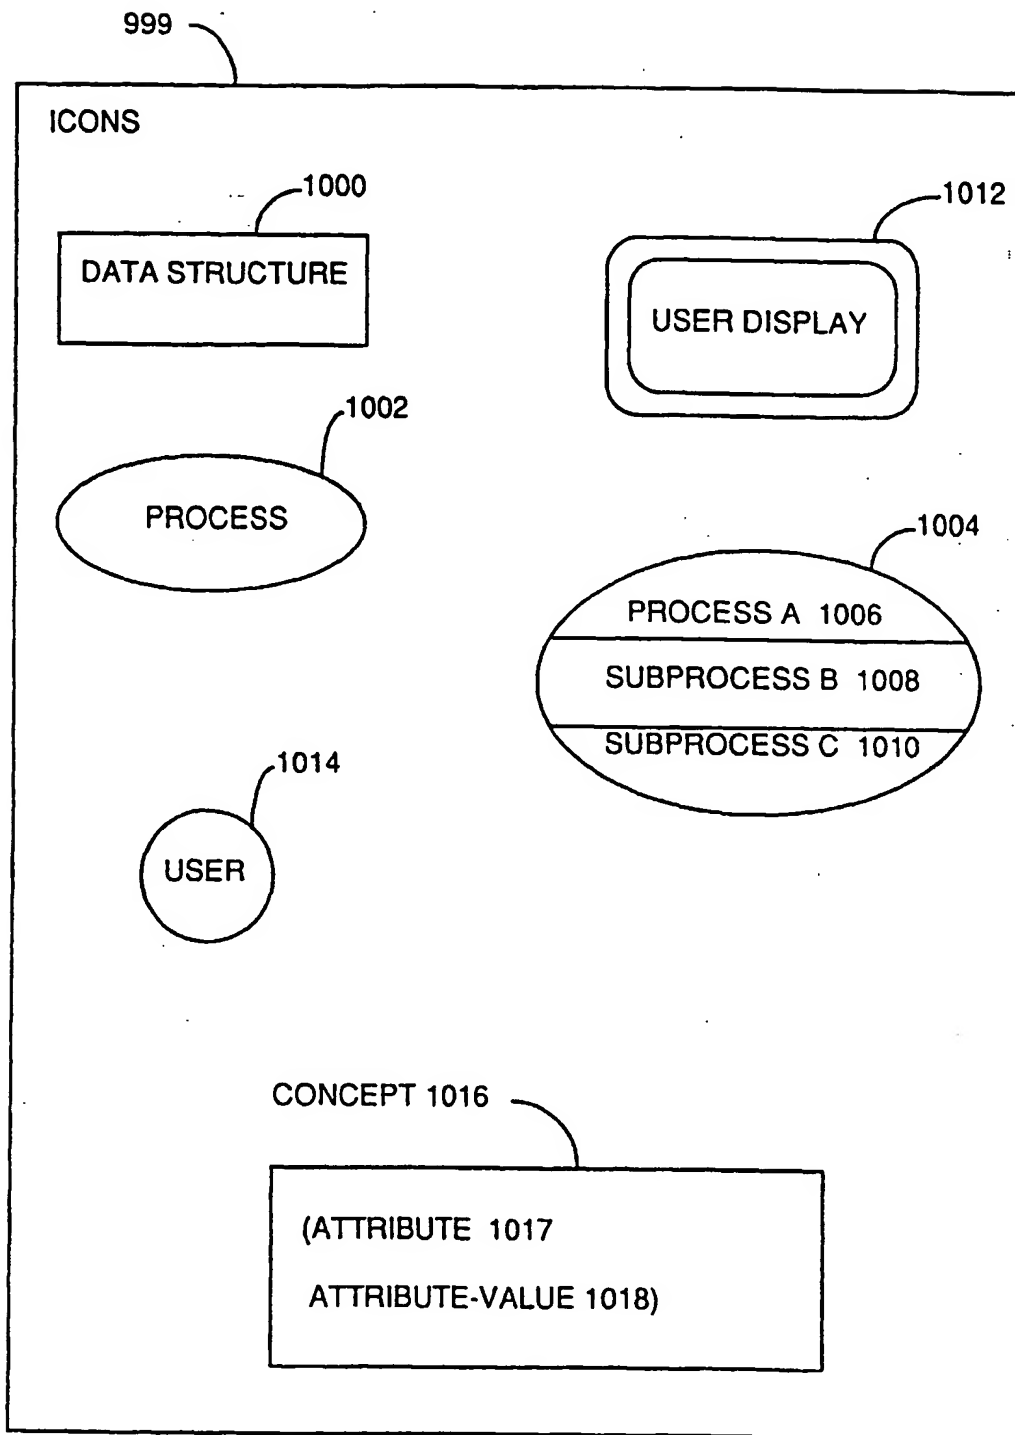 999
ICONS
1000
DATA STRUCTURE
1012
USER DISPLAY
1002
PROCESS
1004
PROCESS A 1006
SUBPROCESS B 1008
SUBPROCESS C 1010
1014
USER
CONCEPT 1016
(ATTRIBUTE 1017
ATTRIBUTE-VALUE 1018)